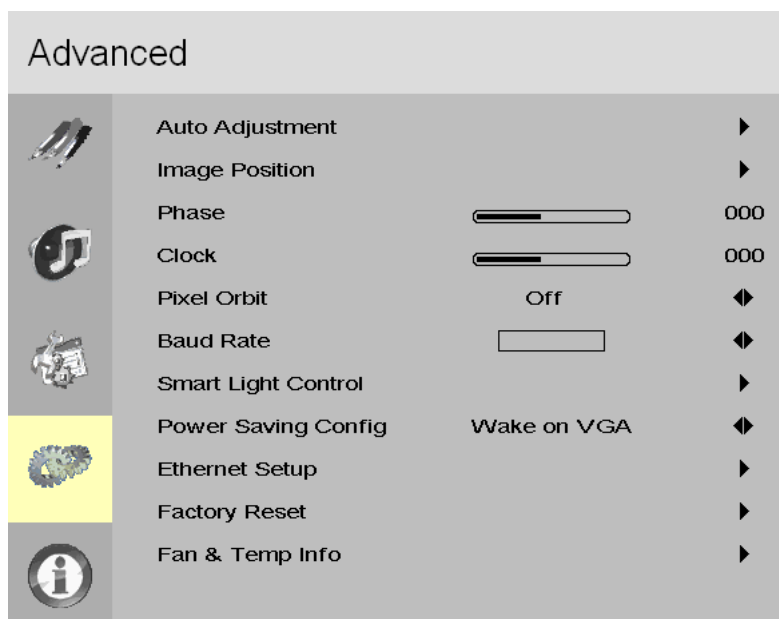 Advanced
Auto Adjustment
Image Position
Phase 000
Clock 000
Pixel Orbit Off
Baud Rate
Smart Light Control
Power Saving Config Wake on VGA
Ethernet Setup
Factory Reset
Fan & Temp Info